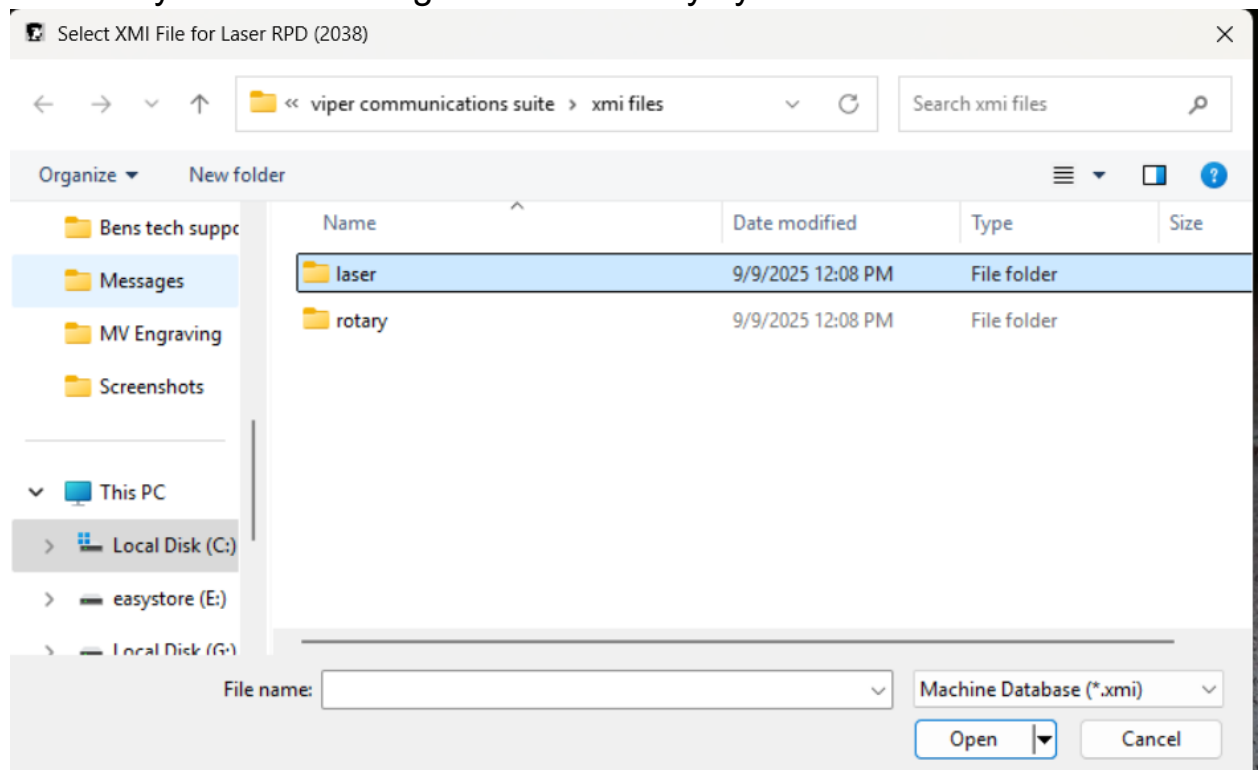 Select XMI File for Laser RPD (2038)
« viper communications suite › xmi files
Search xmi files
Organize
New folder
Name Date modified Type Size
Bens tech suppo
Messages
MV Engraving
Screenshots
laser 9/9/2025 12:08 PM File folder
rotary 9/9/2025 12:08 PM File folder
This PC
Local Disk (C:)
easystore (E:)
Local Disk (G:)
File name:
Machine Database (*.xmi)
Open
Cancel